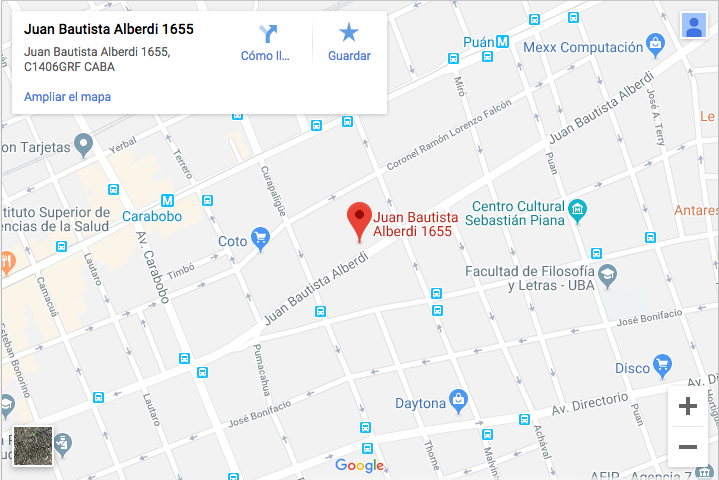 Juan Bautista Alberdi 1655
Juan Bautista Alberdi 1655,
C1406GRF CABA
Ampliar el mapa
Cómo ll...
Guardar
Puán
M
Mexx Computación
on Tarjetas
Yerbal
Terrero
Miró
Coronel Ramón Lorenzo Falcón
Juan Bautista Alberdi
José A. Terry
Le
Puan
Curapaligüe
M
Carabobo
stituto Superior de
encias de la Salud
Av. Carabobo
Coto
Timbó
Juan Bautista
Alberdi 1655
Centro Cultural
Sebastián Piana
Antares
Lautaro
Camacuá
Juan Bautista Alberdi
Facultad de Filosofía
y Letras - UBA
José Bonifacio
Esteban Bonorino
Pumacahua
Disco
Lautaro
José Bonifacio
Daytona
Av. Directorio
Av. Di
Thorne
Achával
Google
AFIP - Agencia 7